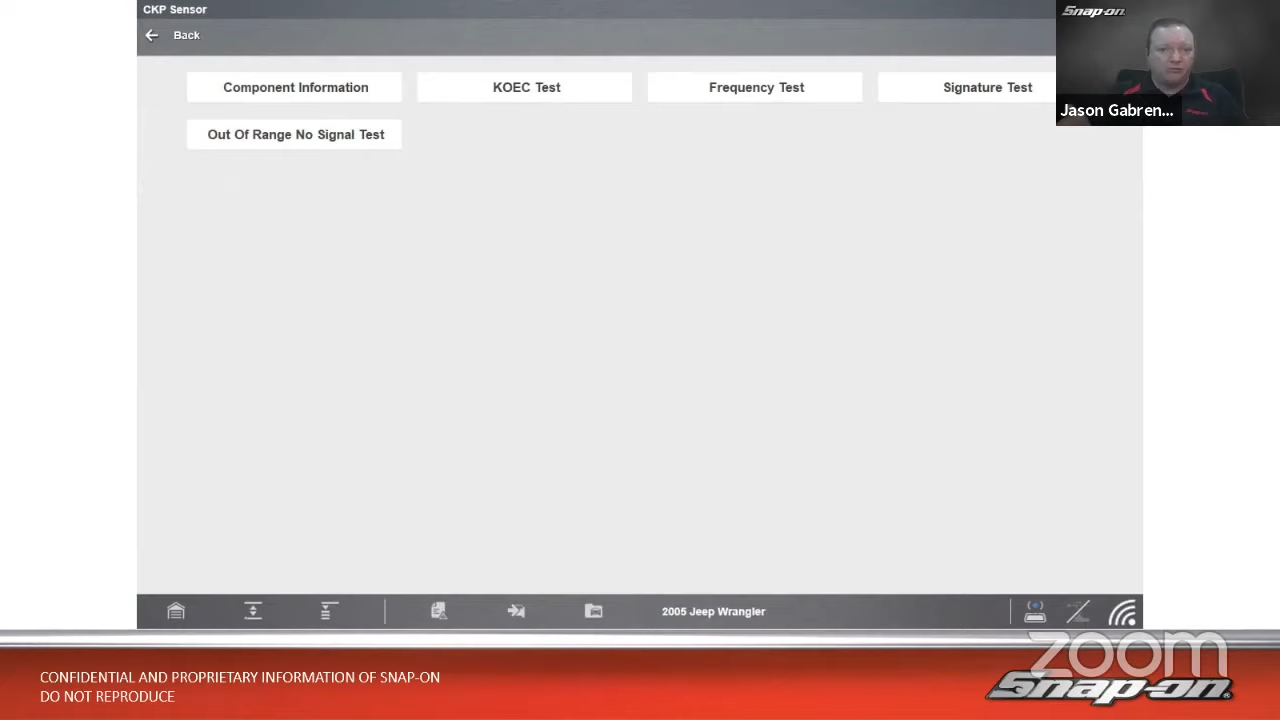 CKP Sensor
Back
Snap-on
Component Information
KOEC Test
Frequency Test
Signature Test
Jason Gabren...
Out Of Range No Signal Test
2005 Jeep Wrangler
zoom
CONFIDENTIAL AND PROPRIETARY INFORMATION OF SNAP-ON
DO NOT REPRODUCE
Snap-on